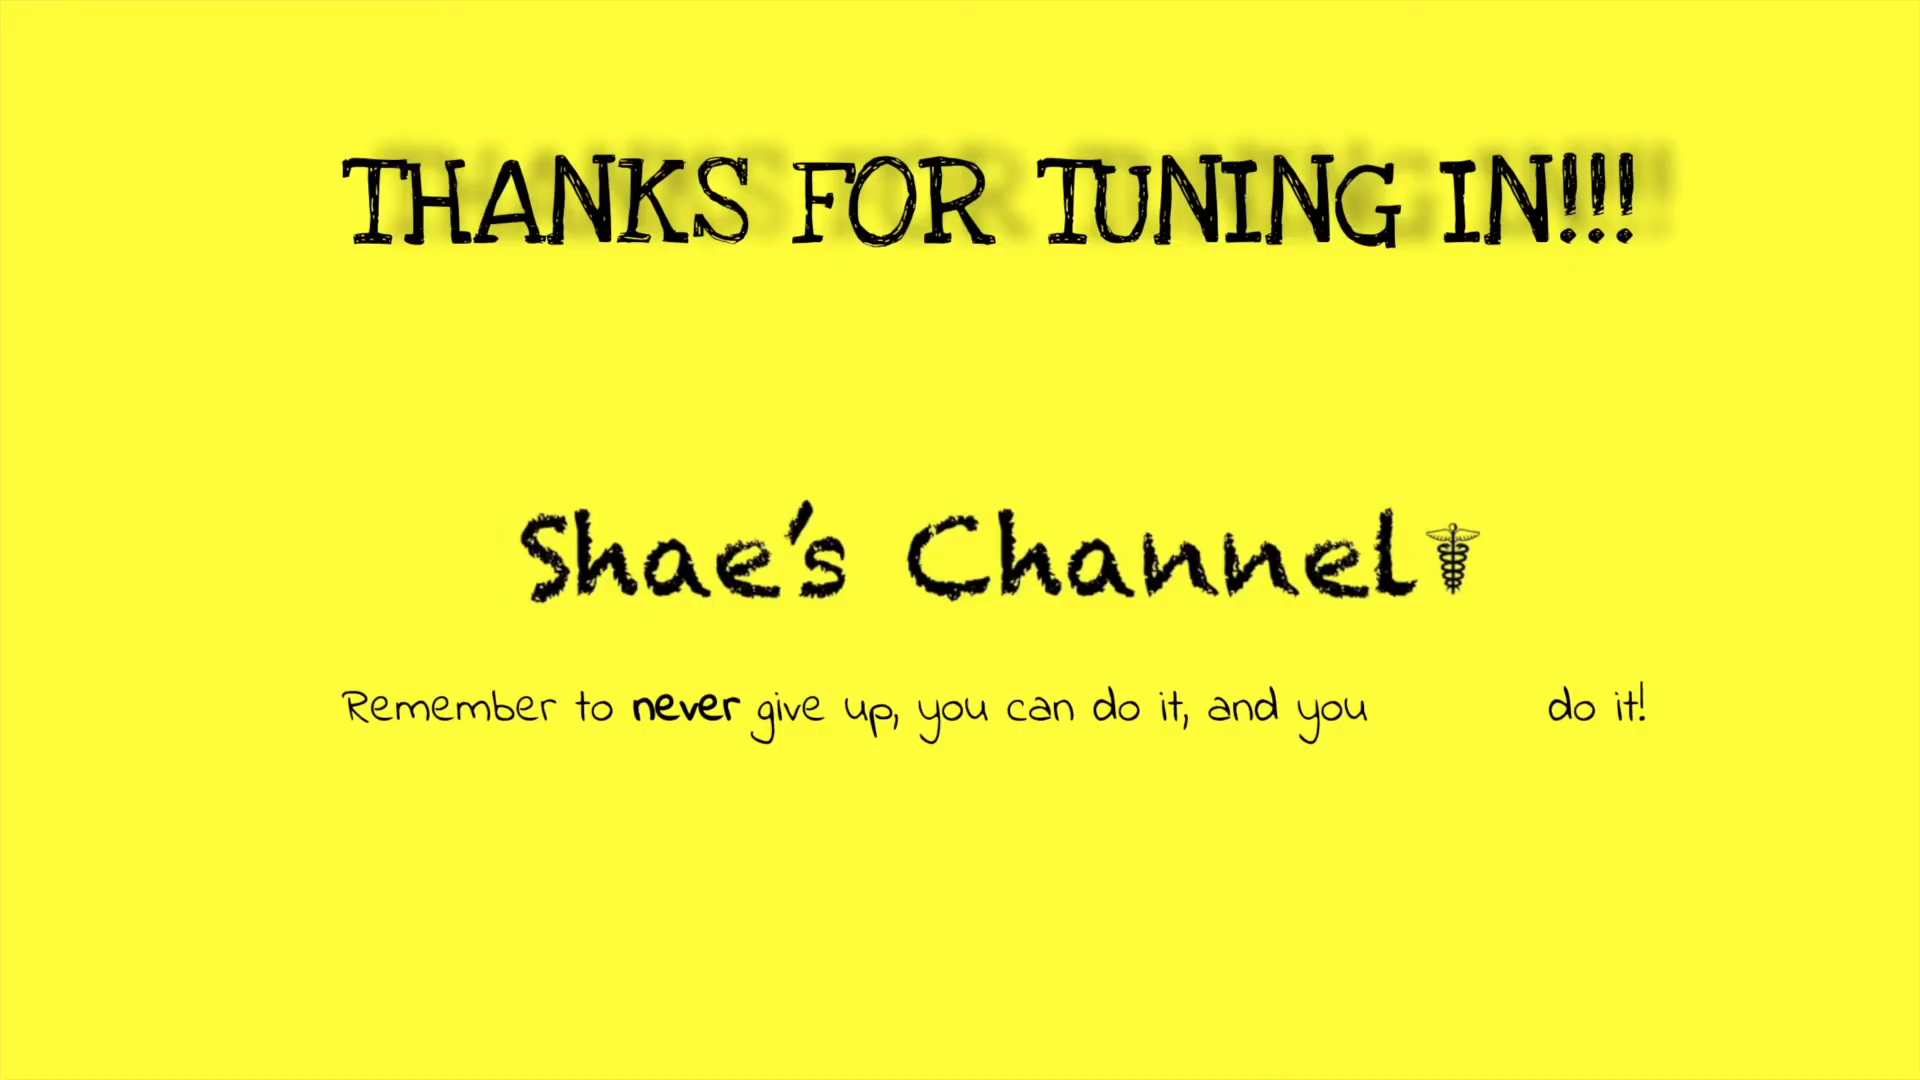 THANKS FOR TUNING IN!!!
Shae's Channel
Remember to never give up, you can do it, and you do it!